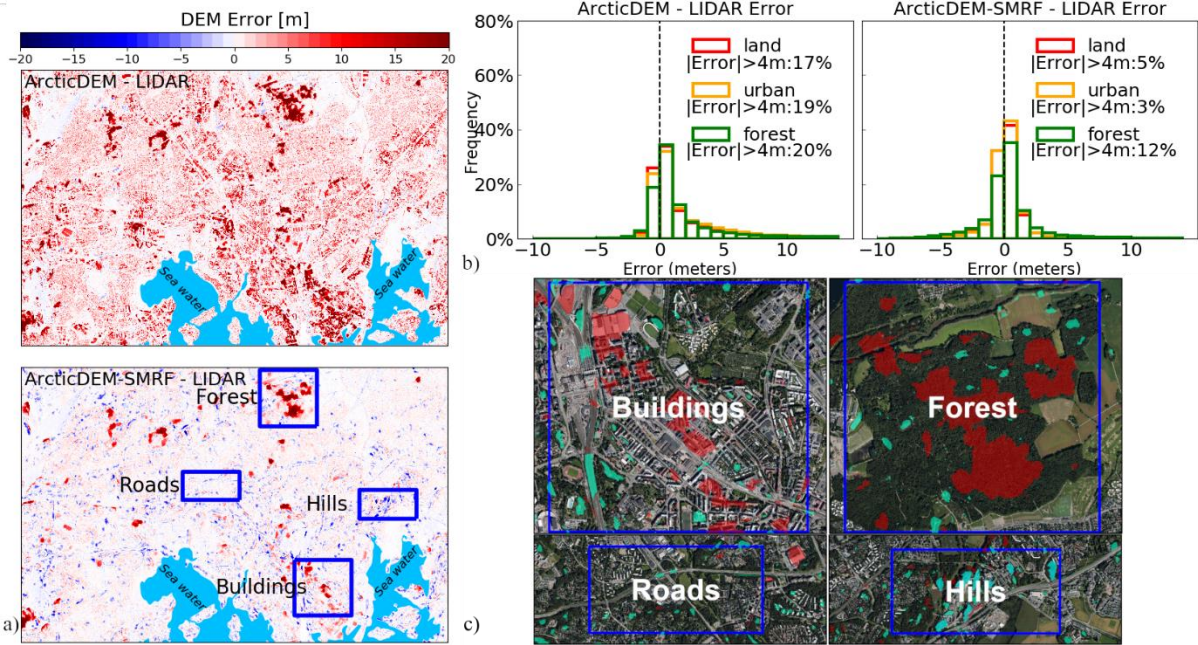 DEM Error [m]
−20 −15 −10 −5 0 5 10 15 20
ArcticDEM - LIDAR
Sea water
Sea water
ArcticDEM-SMRF - LIDAR
Forest
Roads
Hills
Buildings
Sea water
Sea water
a)
ArcticDEM - LIDAR Error
80%
60%
40%
20%
0%
Frequency
land
|Error|>4m:17%
urban
|Error|>4m:19%
forest
|Error|>4m:20%
−10 −5 0 5 10
Error (meters)
ArcticDEM-SMRF - LIDAR Error
land
|Error|>4m:5%
urban
|Error|>4m:3%
forest
|Error|>4m:12%
−10 −5 0 5 10
Error (meters)
b)
Buildings
Forest
Roads
Hills
c)